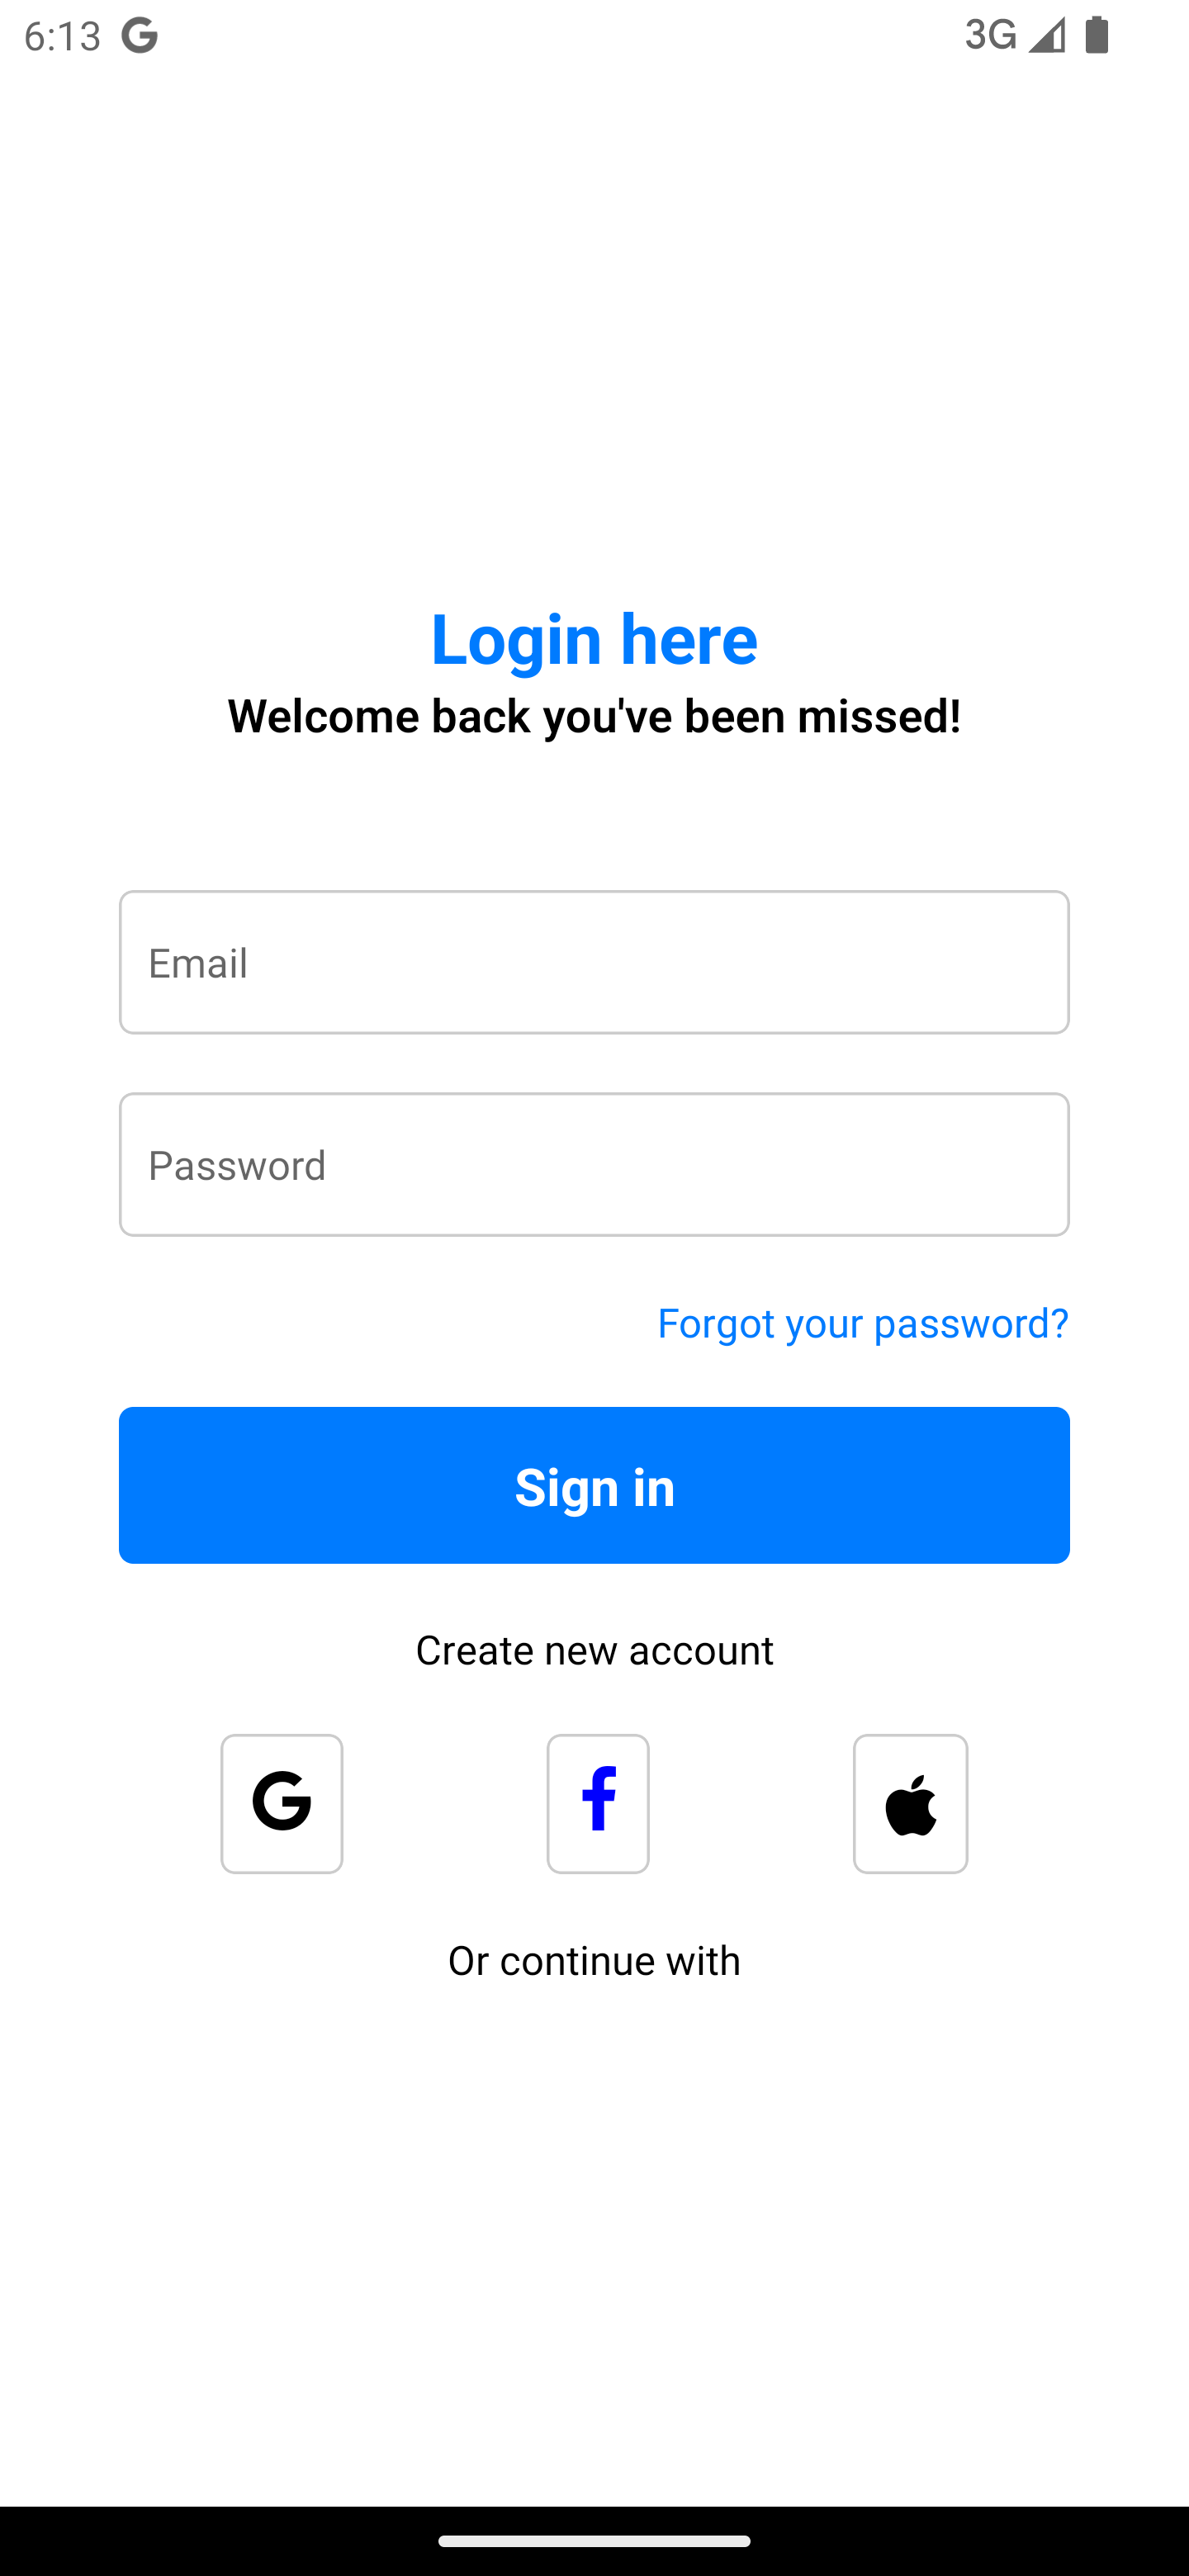 6:13 G 3G
Login here
Welcome back you've been missed!
Email
Password
Forgot your password?
Sign in
Create new account
G f
Or continue with